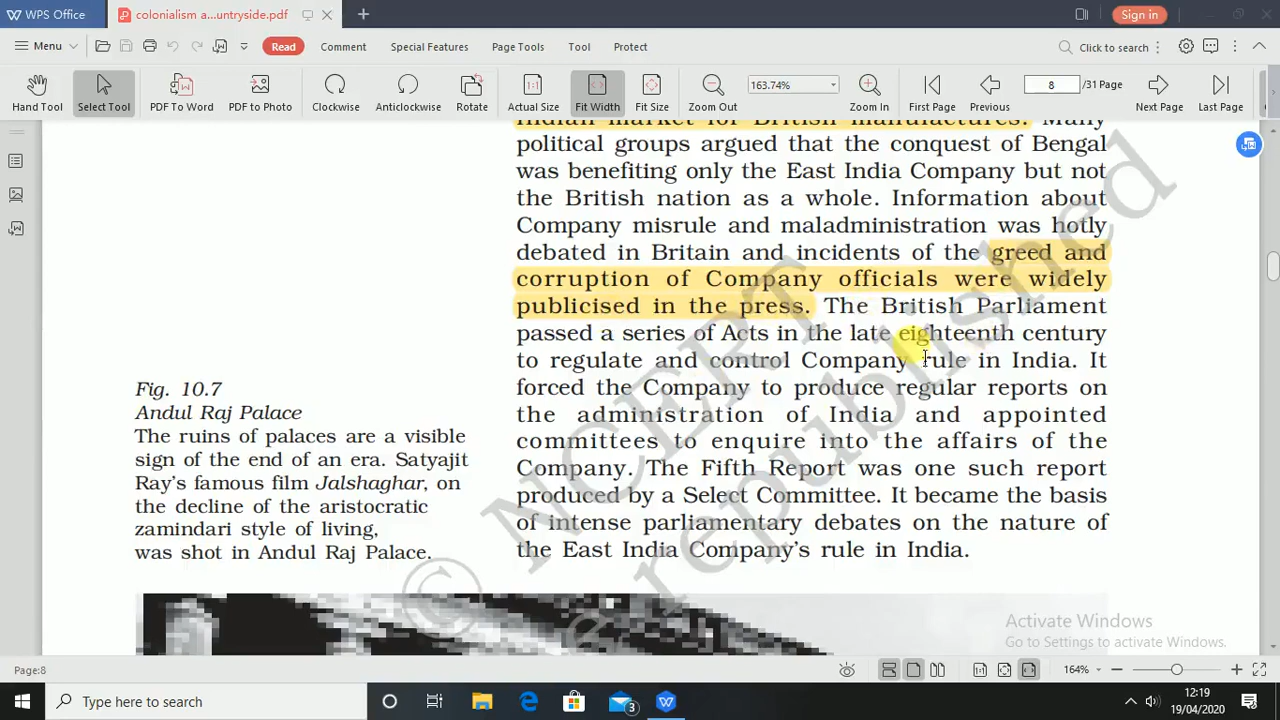 WPS Office
colonialism a...untryside.pdf
Sign in
Menu
Read
Comment
Special Features
Page Tools
Tool
Protect
Click to search
Hand Tool
Select Tool
PDF To Word
PDF to Photo
Clockwise
Anticlockwise
Rotate
Actual Size
Fit Width
Fit Size
Zoom Out
163.74%
Zoom In
First Page
Previous
8
/31 Page
Next Page
Last Page
Indian market for British manufactures. Many
political groups argued that the conquest of Bengal
was benefiting only the East India Company but not
the British nation as a whole. Information about
Company misrule and maladministration was hotly
debated in Britain and incidents of the greed and
corruption of Company officials were widely
publicised in the press. The British Parliament
passed a series of Acts in the late eighteenth century
to regulate and control Company rule in India. It
forced the Company to produce regular reports on
the administration of India and appointed
committees to enquire into the affairs of the
Company. The Fifth Report was one such report
produced by a Select Committee. It became the basis
of intense parliamentary debates on the nature of
the East India Company's rule in India.
Fig. 10.7
Andul Raj Palace
The ruins of palaces are a visible
sign of the end of an era. Satyajit
Ray's famous film Jalshaghar, on
the decline of the aristocratic
zamindari style of living,
was shot in Andul Raj Palace.
© NCERT
republished
Activate Windows
Go to Settings to activate Windows.
Page:8
164%
Type here to search
3
12:19
19/04/2020